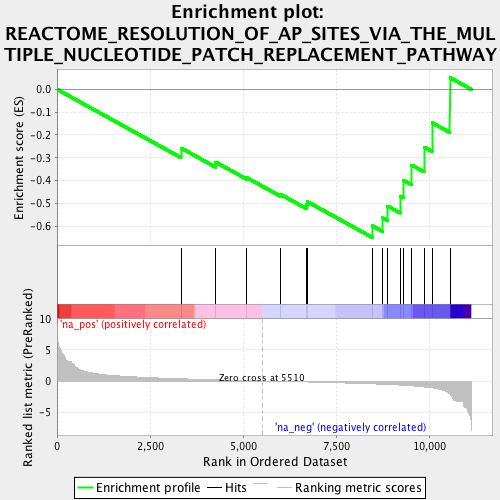 Enrichment plot:
REACTOME_RESOLUTION_OF_AP_SITES_VIA_THE_MUL
TIPLE_NUCLEOTIDE_PATCH_REPLACEMENT_PATHWAY
Enrichment score (ES)
0.0
-0.1
-0.2
-0.3
-0.4
-0.5
-0.6
'na_pos' (positively correlated)
Ranked list metric (PreRanked)
10
5
0
-5
Zero cross at 5510
'na_neg' (negatively correlated)
0
2,500
5,000
7,500
10,000
Rank in Ordered Dataset
Enrichment profile
Hits
Ranking metric scores